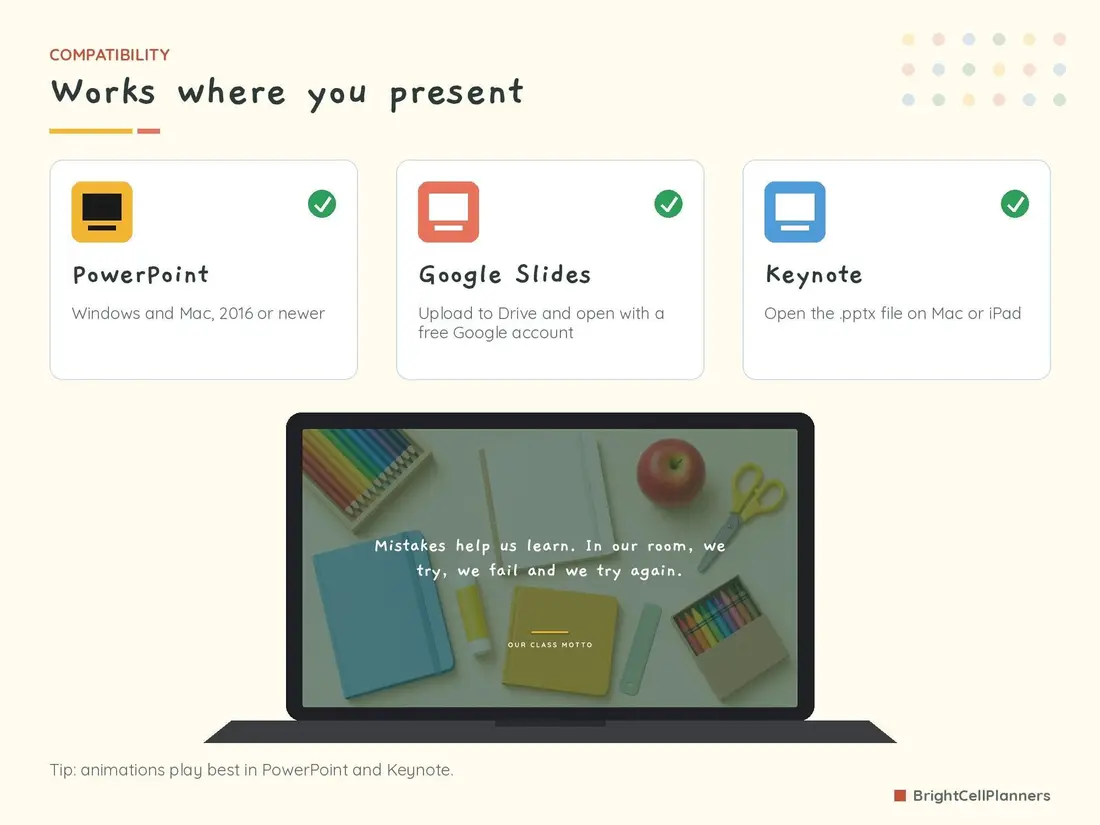 COMPATIBILITY
Works where you present
PowerPoint
Windows and Mac, 2016 or newer
Google Slides
Upload to Drive and open with a
free Google account
Keynote
Open the .pptx file on Mac or iPad
Mistakes help us learn. In our room, we
try, we fail and we try again.
OUR CLASS MOTTO
Tip: animations play best in PowerPoint and Keynote.
BrightCellPlanners